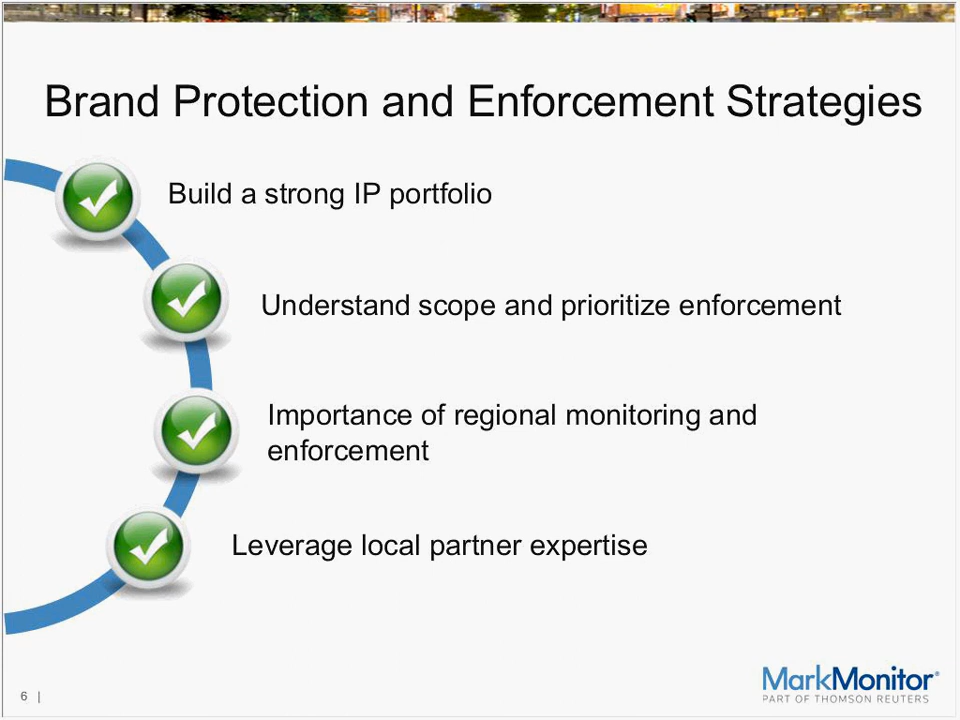 Brand Protection and Enforcement Strategies
Build a strong IP portfolio
Understand scope and prioritize enforcement
Importance of regional monitoring and
enforcement
Leverage local partner expertise
6 |
MarkMonitor®
PART OF THOMSON REUTERS